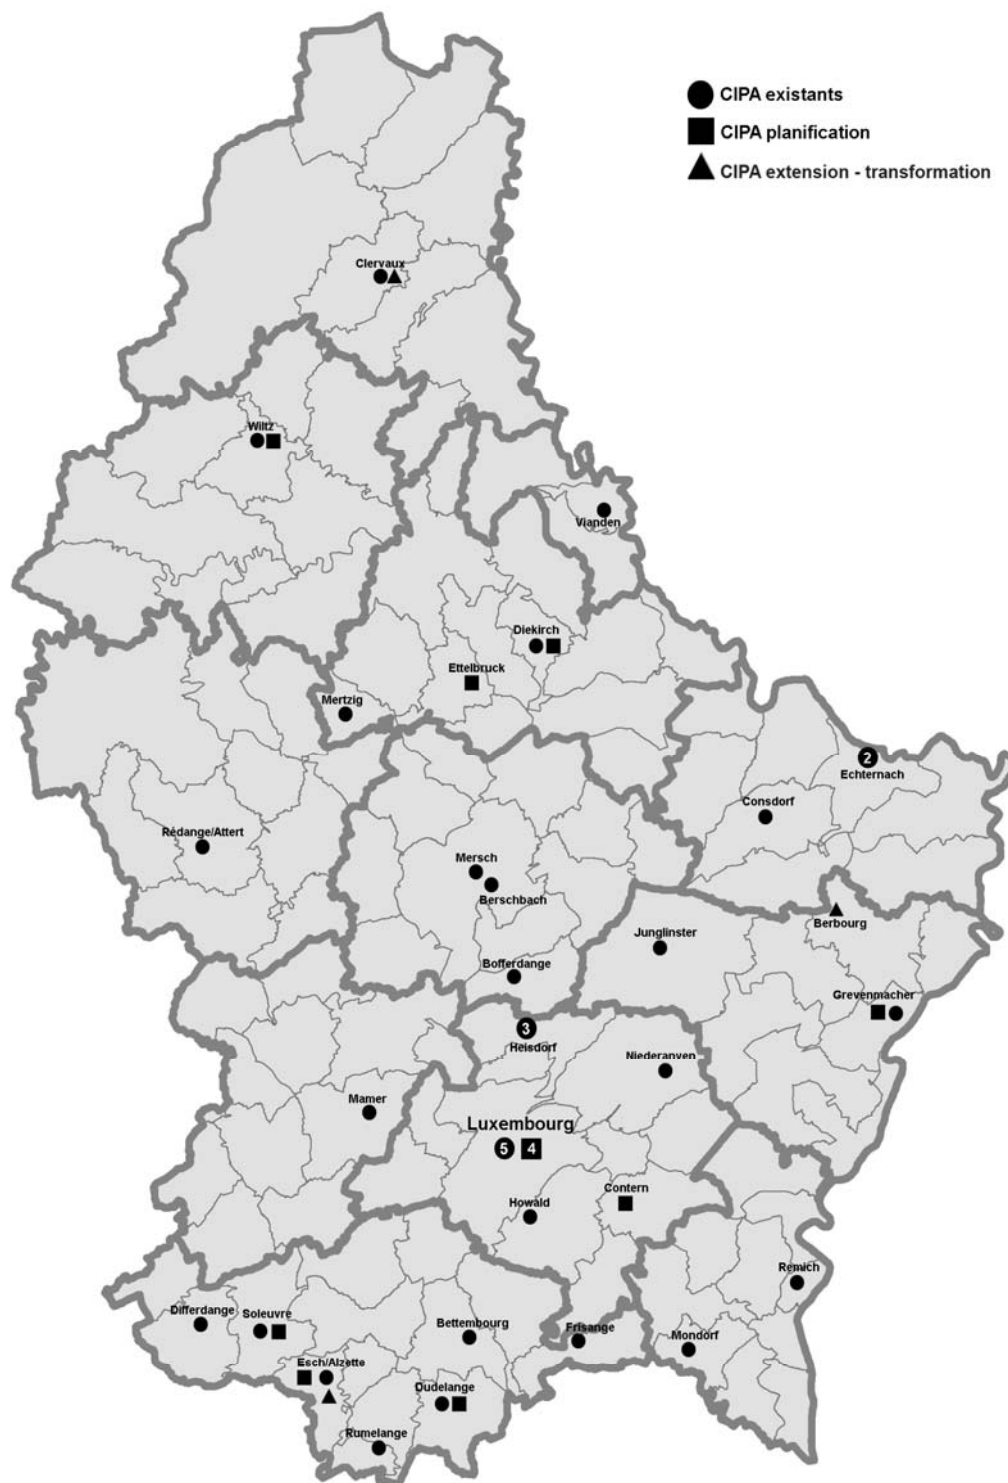 CIPA existants
CIPA planification
CIPA extension - transformation
Clervaux
Wiltz
Vianden
Diekirch
Ettelbruck
Mertzig
2
Echternach
Consdorf
Rédange/Attert
Mersch
Berschbach
Berbourg
Junglinster
Bofferdange
Grevenmacher
3
Heisdorf
Niederanven
Mamer
Luxembourg
5 4
Contern
Howald
Remich
Differdange
Soleuvre
Bettembourg
Frisange
Mondorf
Esch/Alzette
Dudelange
Rumelange